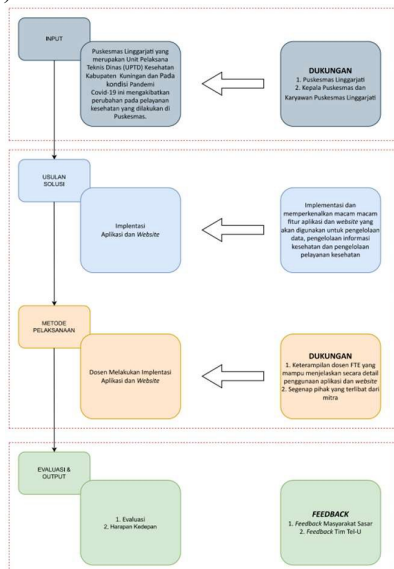 INPUT
Puskesmas Linggarjati yang
merupakan Unit Pelaksana
Teknis Dinas (UPTD) Kesehatan
Kabupaten Kuningan dan Pada
kondisi Pandemi
Covid-19 ini mengakibatkan
perubahan pada pelayanan
kesehatan yang dilakukan di
Puskesmas.
DUKUNGAN
1. Puskesmas Linggarjati
2. Kepala Puskesmas dan
Karyawan Puskesmas Linggarjati
USULAN
SOLUSI
Implentasi
Aplikasi dan Website
Implementasi dan
memperkenalkan macam macam
fitur aplikasi dan website yang
akan digunakan untuk pengelolaan
data, pengelolaan informasi
kesehatan dan pengelolaan
pelayanan kesehatan
METODE
PELAKSANAAN
Dosen Melakukan Implentasi
Aplikasi dan Website
DUKUNGAN
1. Keterampilan dosen FTE yang
mampu menjelaskan secara detail
penggunaan aplikasi dan website
2. Segenap pihak yang terlibat dari
mitra
EVALUASI &
OUTPUT
1. Evaluasi
2. Harapan Kedepan
FEEDBACK
1. Feedback Masyarakat Sasar
2. Feedback Tim Tel-U